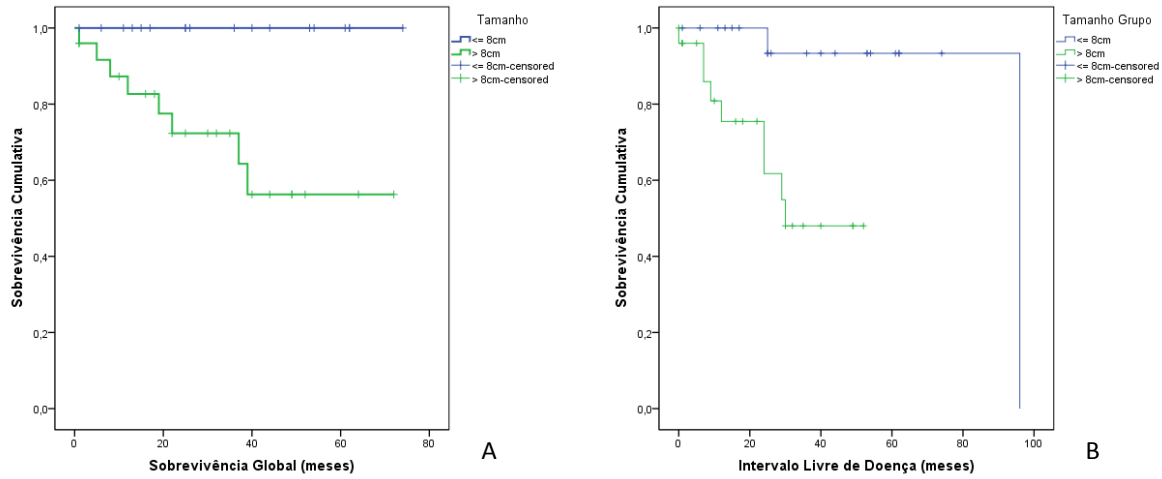 Tamanho
<= 8cm
> 8cm
<= 8cm-censored
> 8cm-censored
Sobrevivência Cumulativa
1,0
0,8
0,6
0,4
0,2
0,0
0 20 40 60 80
Sobrevivência Global (meses)
A
Tamanho Grupo
<= 8cm
> 8cm
<= 8cm-censored
> 8cm-censored
Sobrevivência Cumulativa
1,0
0,8
0,6
0,4
0,2
0,0
0 20 40 60 80 100
Intervalo Livre de Doença (meses)
B